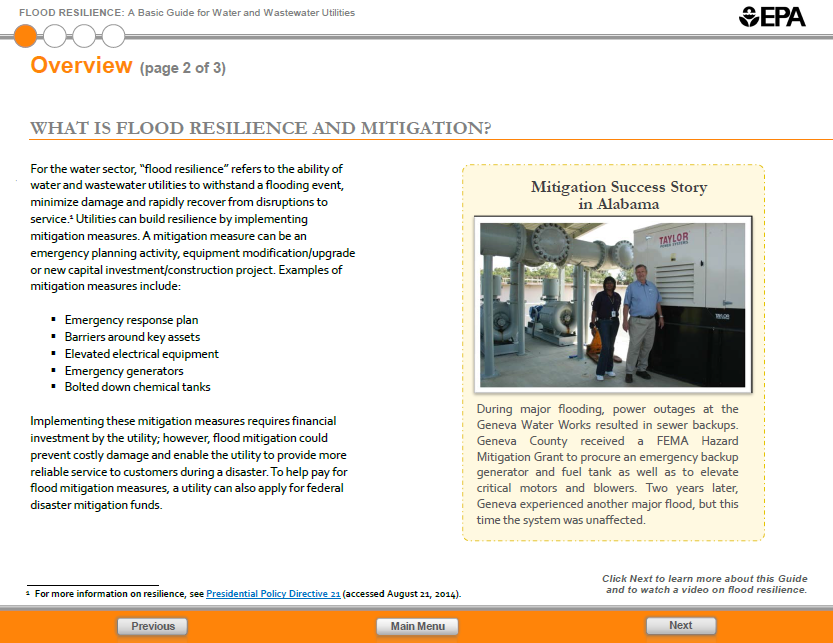 FLOOD RESILIENCE: A Basic Guide for Water and Wastewater Utilities
EPA
Overview (page 2 of 3)
WHAT IS FLOOD RESILIENCE AND MITIGATION?
For the water sector, “flood resilience” refers to the ability of
water and wastewater utilities to withstand a flooding event,
minimize damage and rapidly recover from disruptions to
service.¹ Utilities can build resilience by implementing
mitigation measures. A mitigation measure can be an
emergency planning activity, equipment modification/upgrade
or new capital investment/construction project. Examples of
mitigation measures include:
▪ Emergency response plan
▪ Barriers around key assets
▪ Elevated electrical equipment
▪ Emergency generators
▪ Bolted down chemical tanks
Implementing these mitigation measures requires financial
investment by the utility; however, flood mitigation could
prevent costly damage and enable the utility to provide more
reliable service to customers during a disaster. To help pay for
flood mitigation measures, a utility can also apply for federal
disaster mitigation funds.
Mitigation Success Story
in Alabama
TAYLOR
POWER SYSTEMS
TAYLOR
During major flooding, power outages at the
Geneva Water Works resulted in sewer backups.
Geneva County received a FEMA Hazard
Mitigation Grant to procure an emergency backup
generator and fuel tank as well as to elevate
critical motors and blowers. Two years later,
Geneva experienced another major flood, but this
time the system was unaffected.
¹ For more information on resilience, see Presidential Policy Directive 21 (accessed August 21, 2014).
Click Next to learn more about this Guide
and to watch a video on flood resilience.
Previous
Main Menu
Next